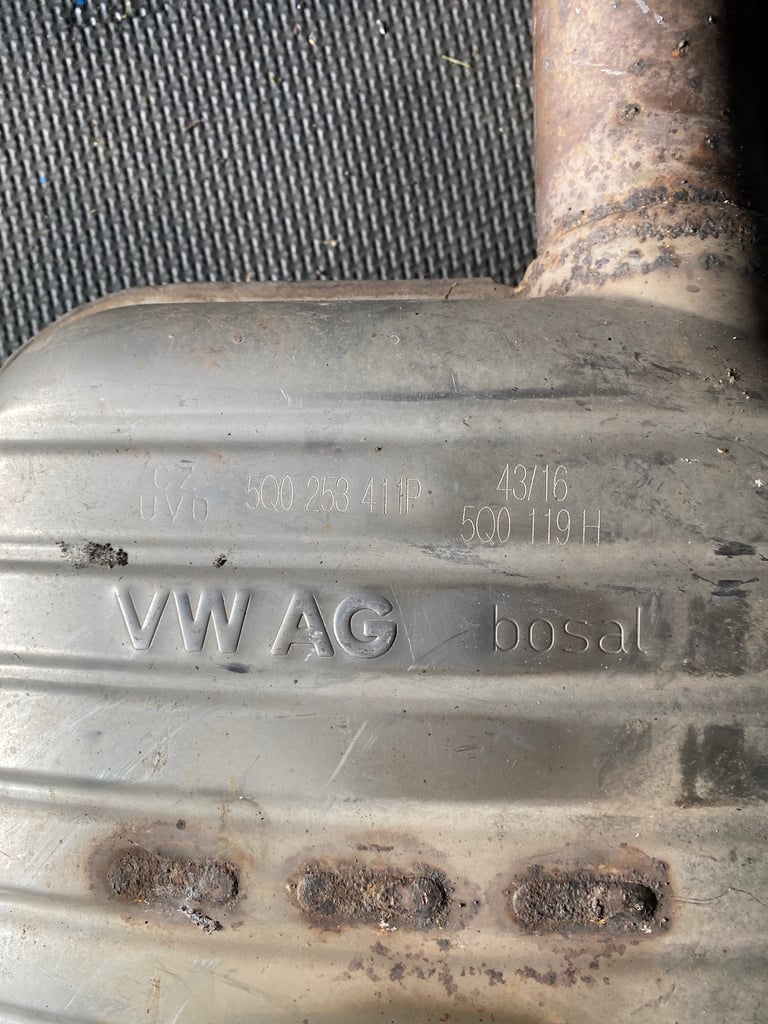 CZ 5Q0 253 411P 43/16
UVD 5Q0 119 H
VW AG bosal